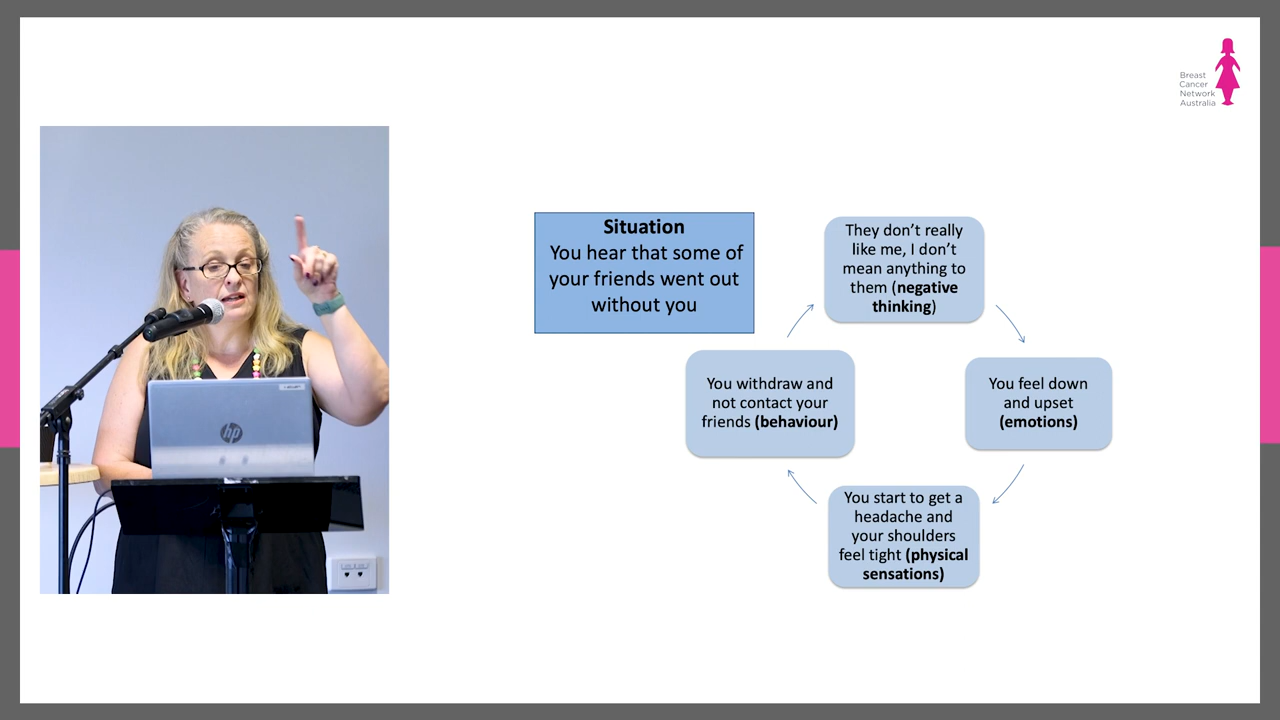 Breast
Cancer
Network
Australia
Situation
You hear that some of
your friends went out
without you
They don't really
like me, I don't
mean anything to
them (negative
thinking)
You feel down
and upset
(emotions)
You start to get a
headache and
your shoulders
feel tight (physical
sensations)
You withdraw and
not contact your
friends (behaviour)
hp